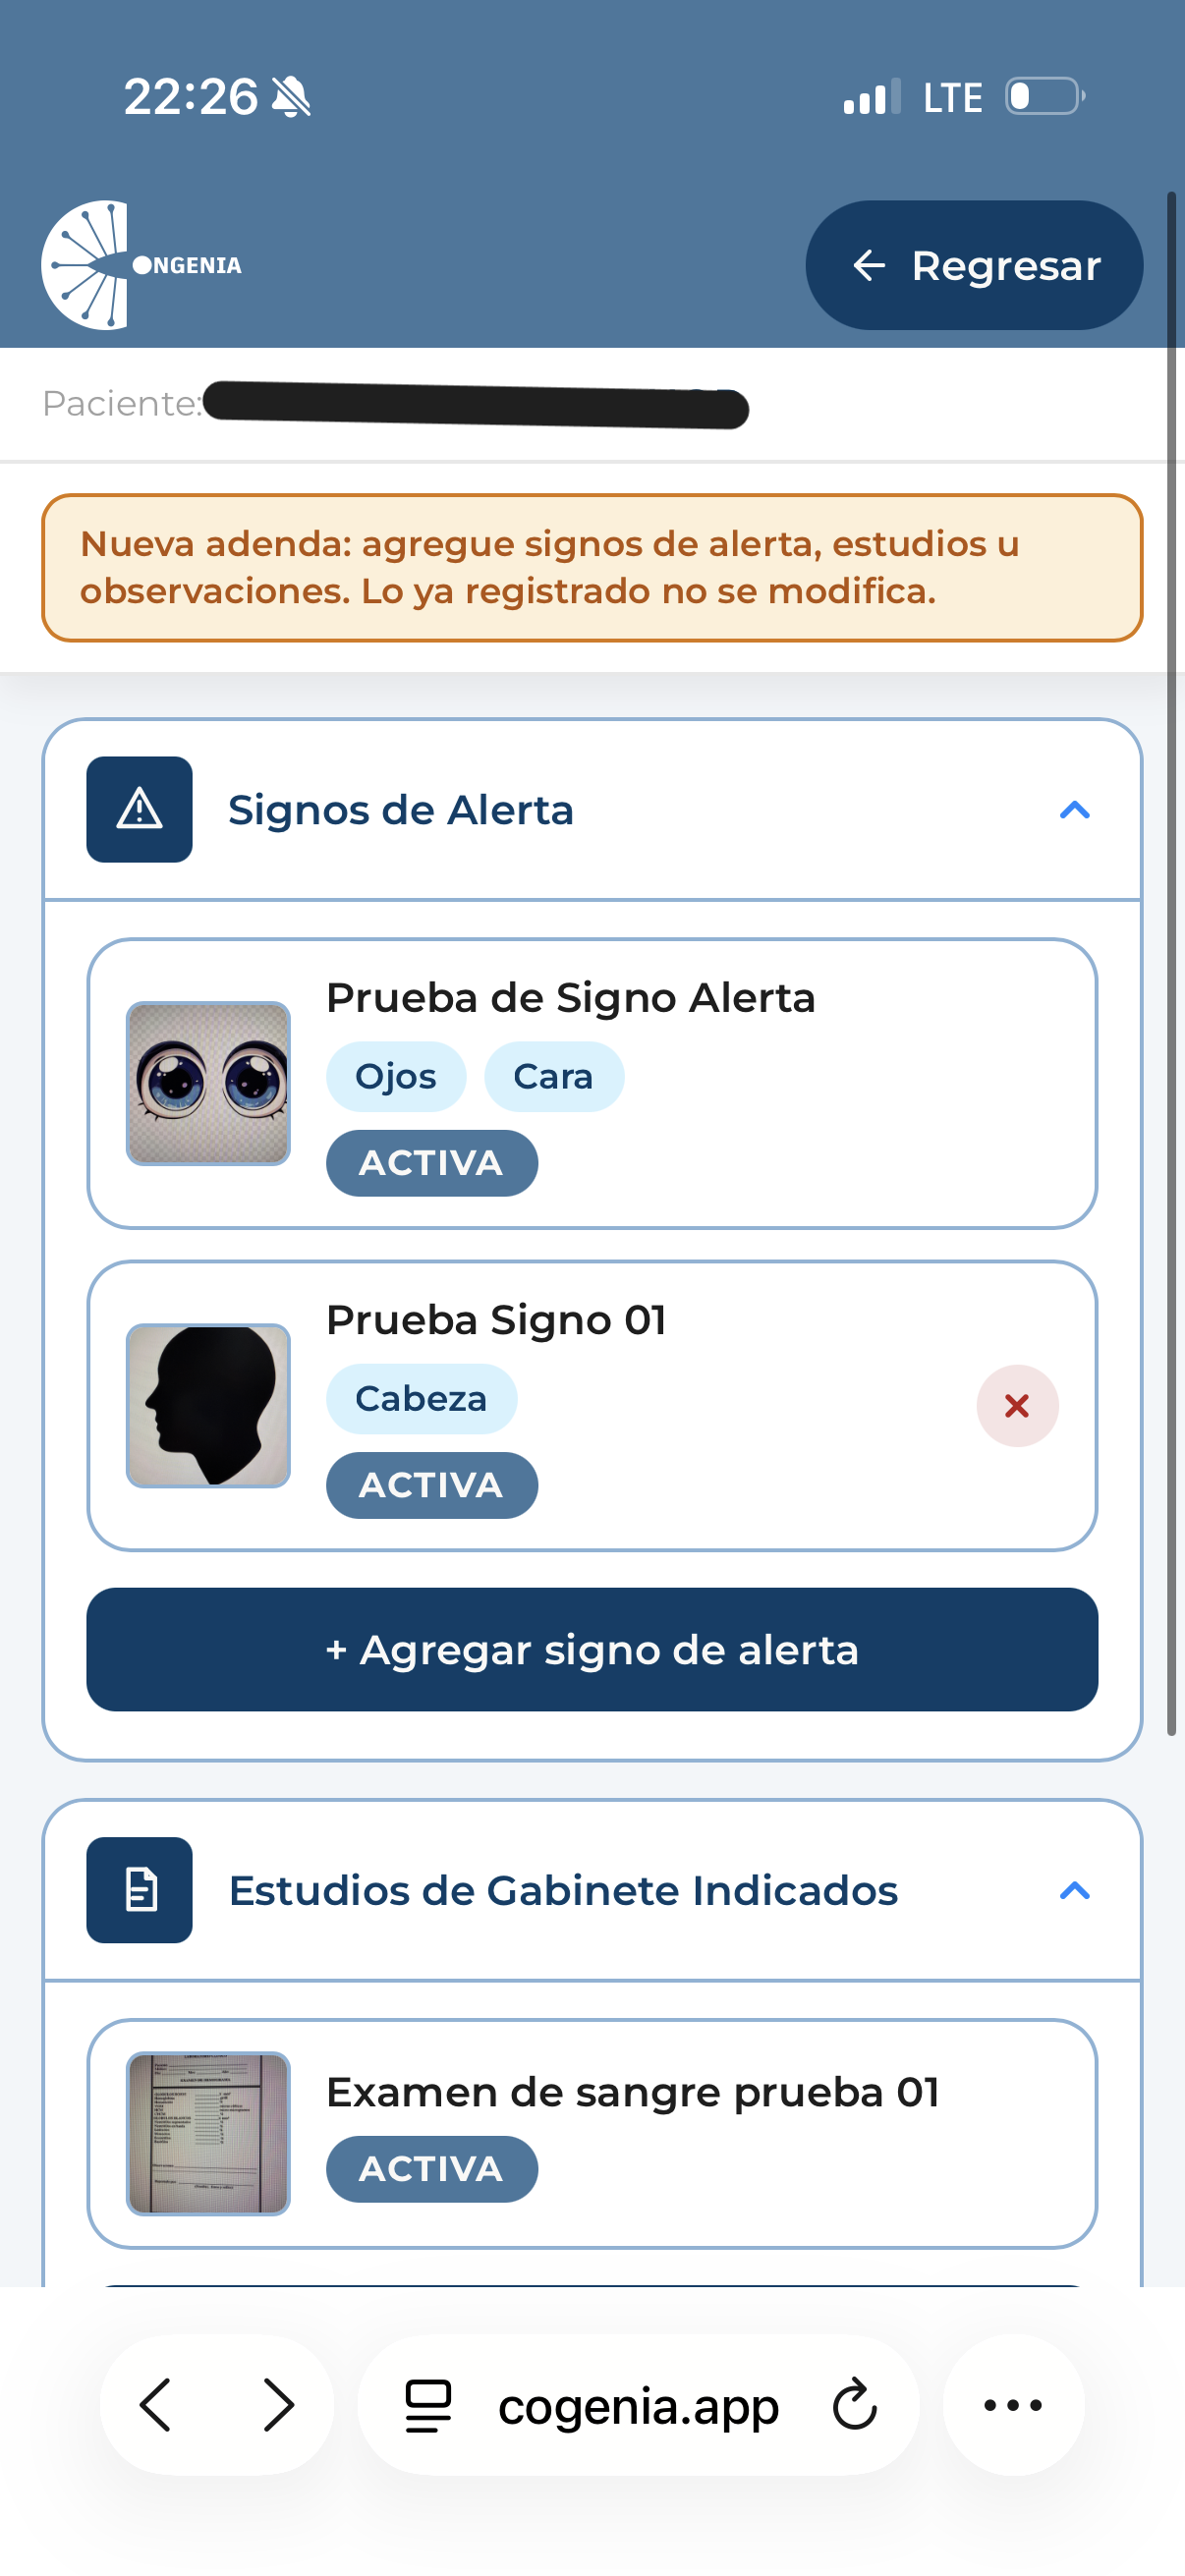 22:26
LTE
ONGENIA
← Regresar
Paciente:
Nueva adenda: agregue signos de alerta, estudios u
observaciones. Lo ya registrado no se modifica.
Signos de Alerta
Prueba de Signo Alerta
Ojos
Cara
ACTIVA
Prueba Signo 01
Cabeza
ACTIVA
+ Agregar signo de alerta
Estudios de Gabinete Indicados
Examen de sangre prueba 01
ACTIVA
cogenia.app